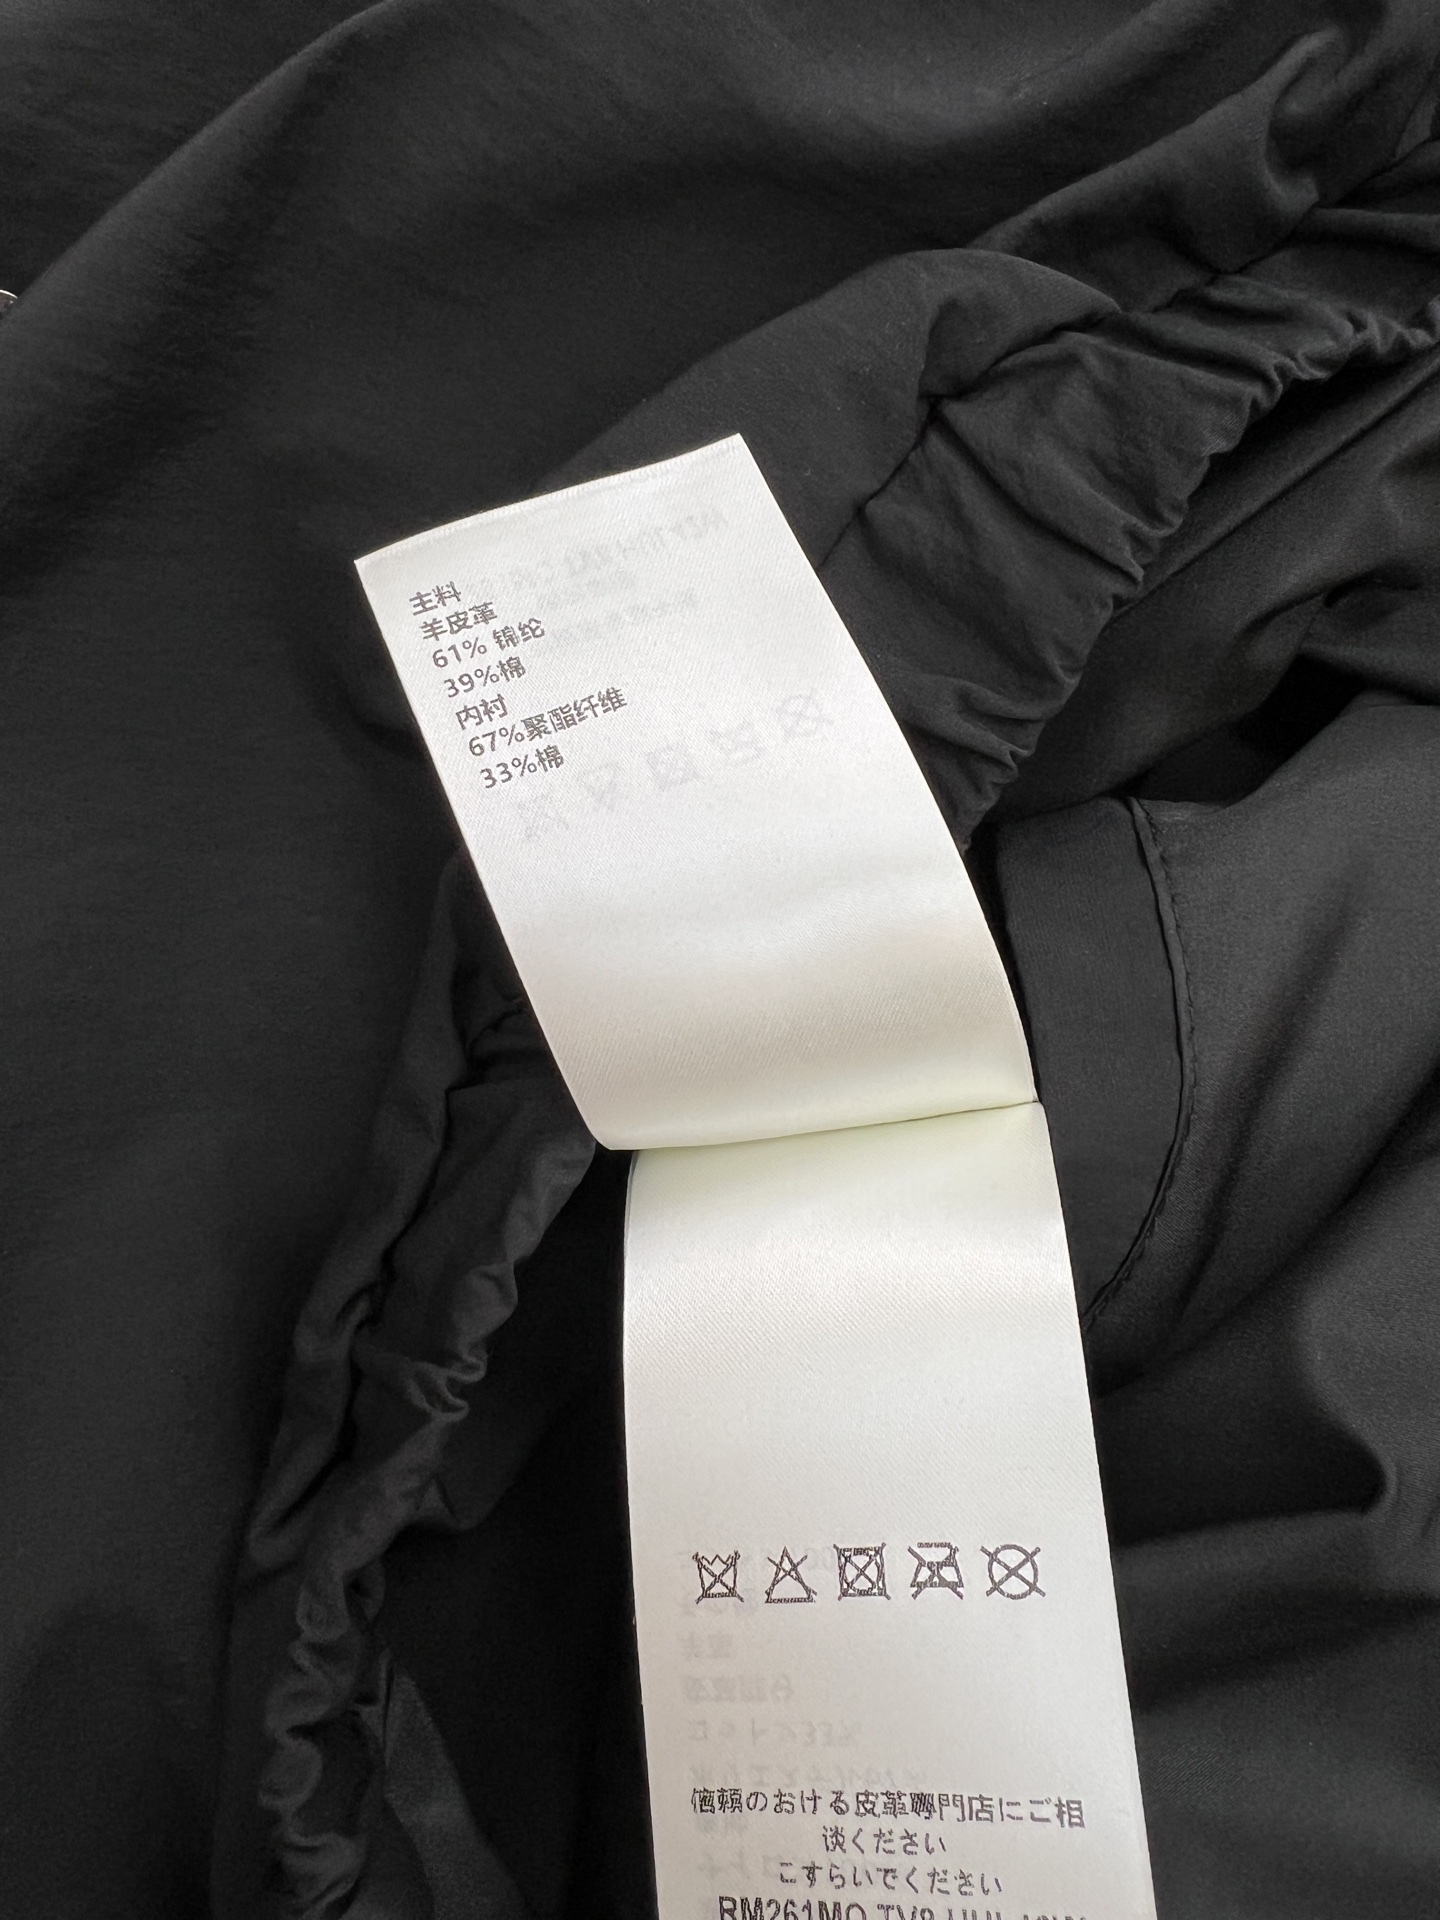 主料
羊皮革
61% 锦纶
39%棉
内衬
67%聚酯纤维
33%棉
信頼のおける皮革専門店にご相
談ください
こすらいでください